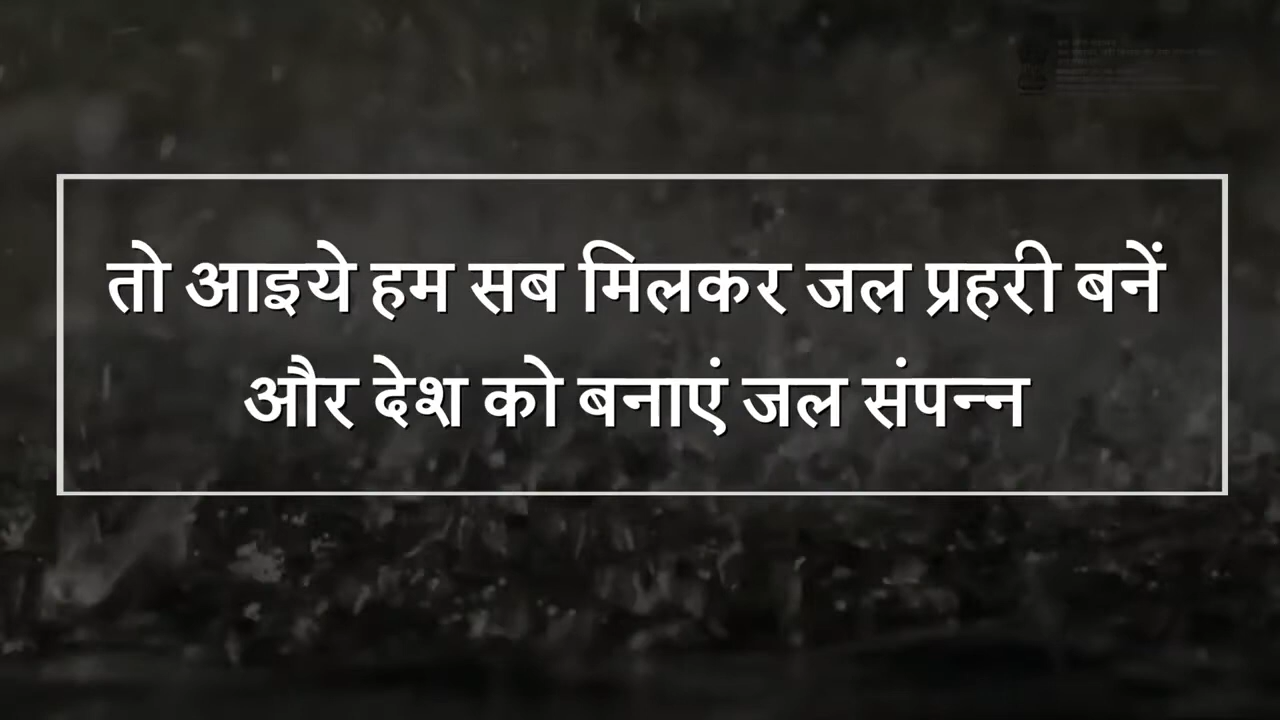 तो आइये हम सब मिलकर जल प्रहरी बनें
और देश को बनाएं जल संपन्न